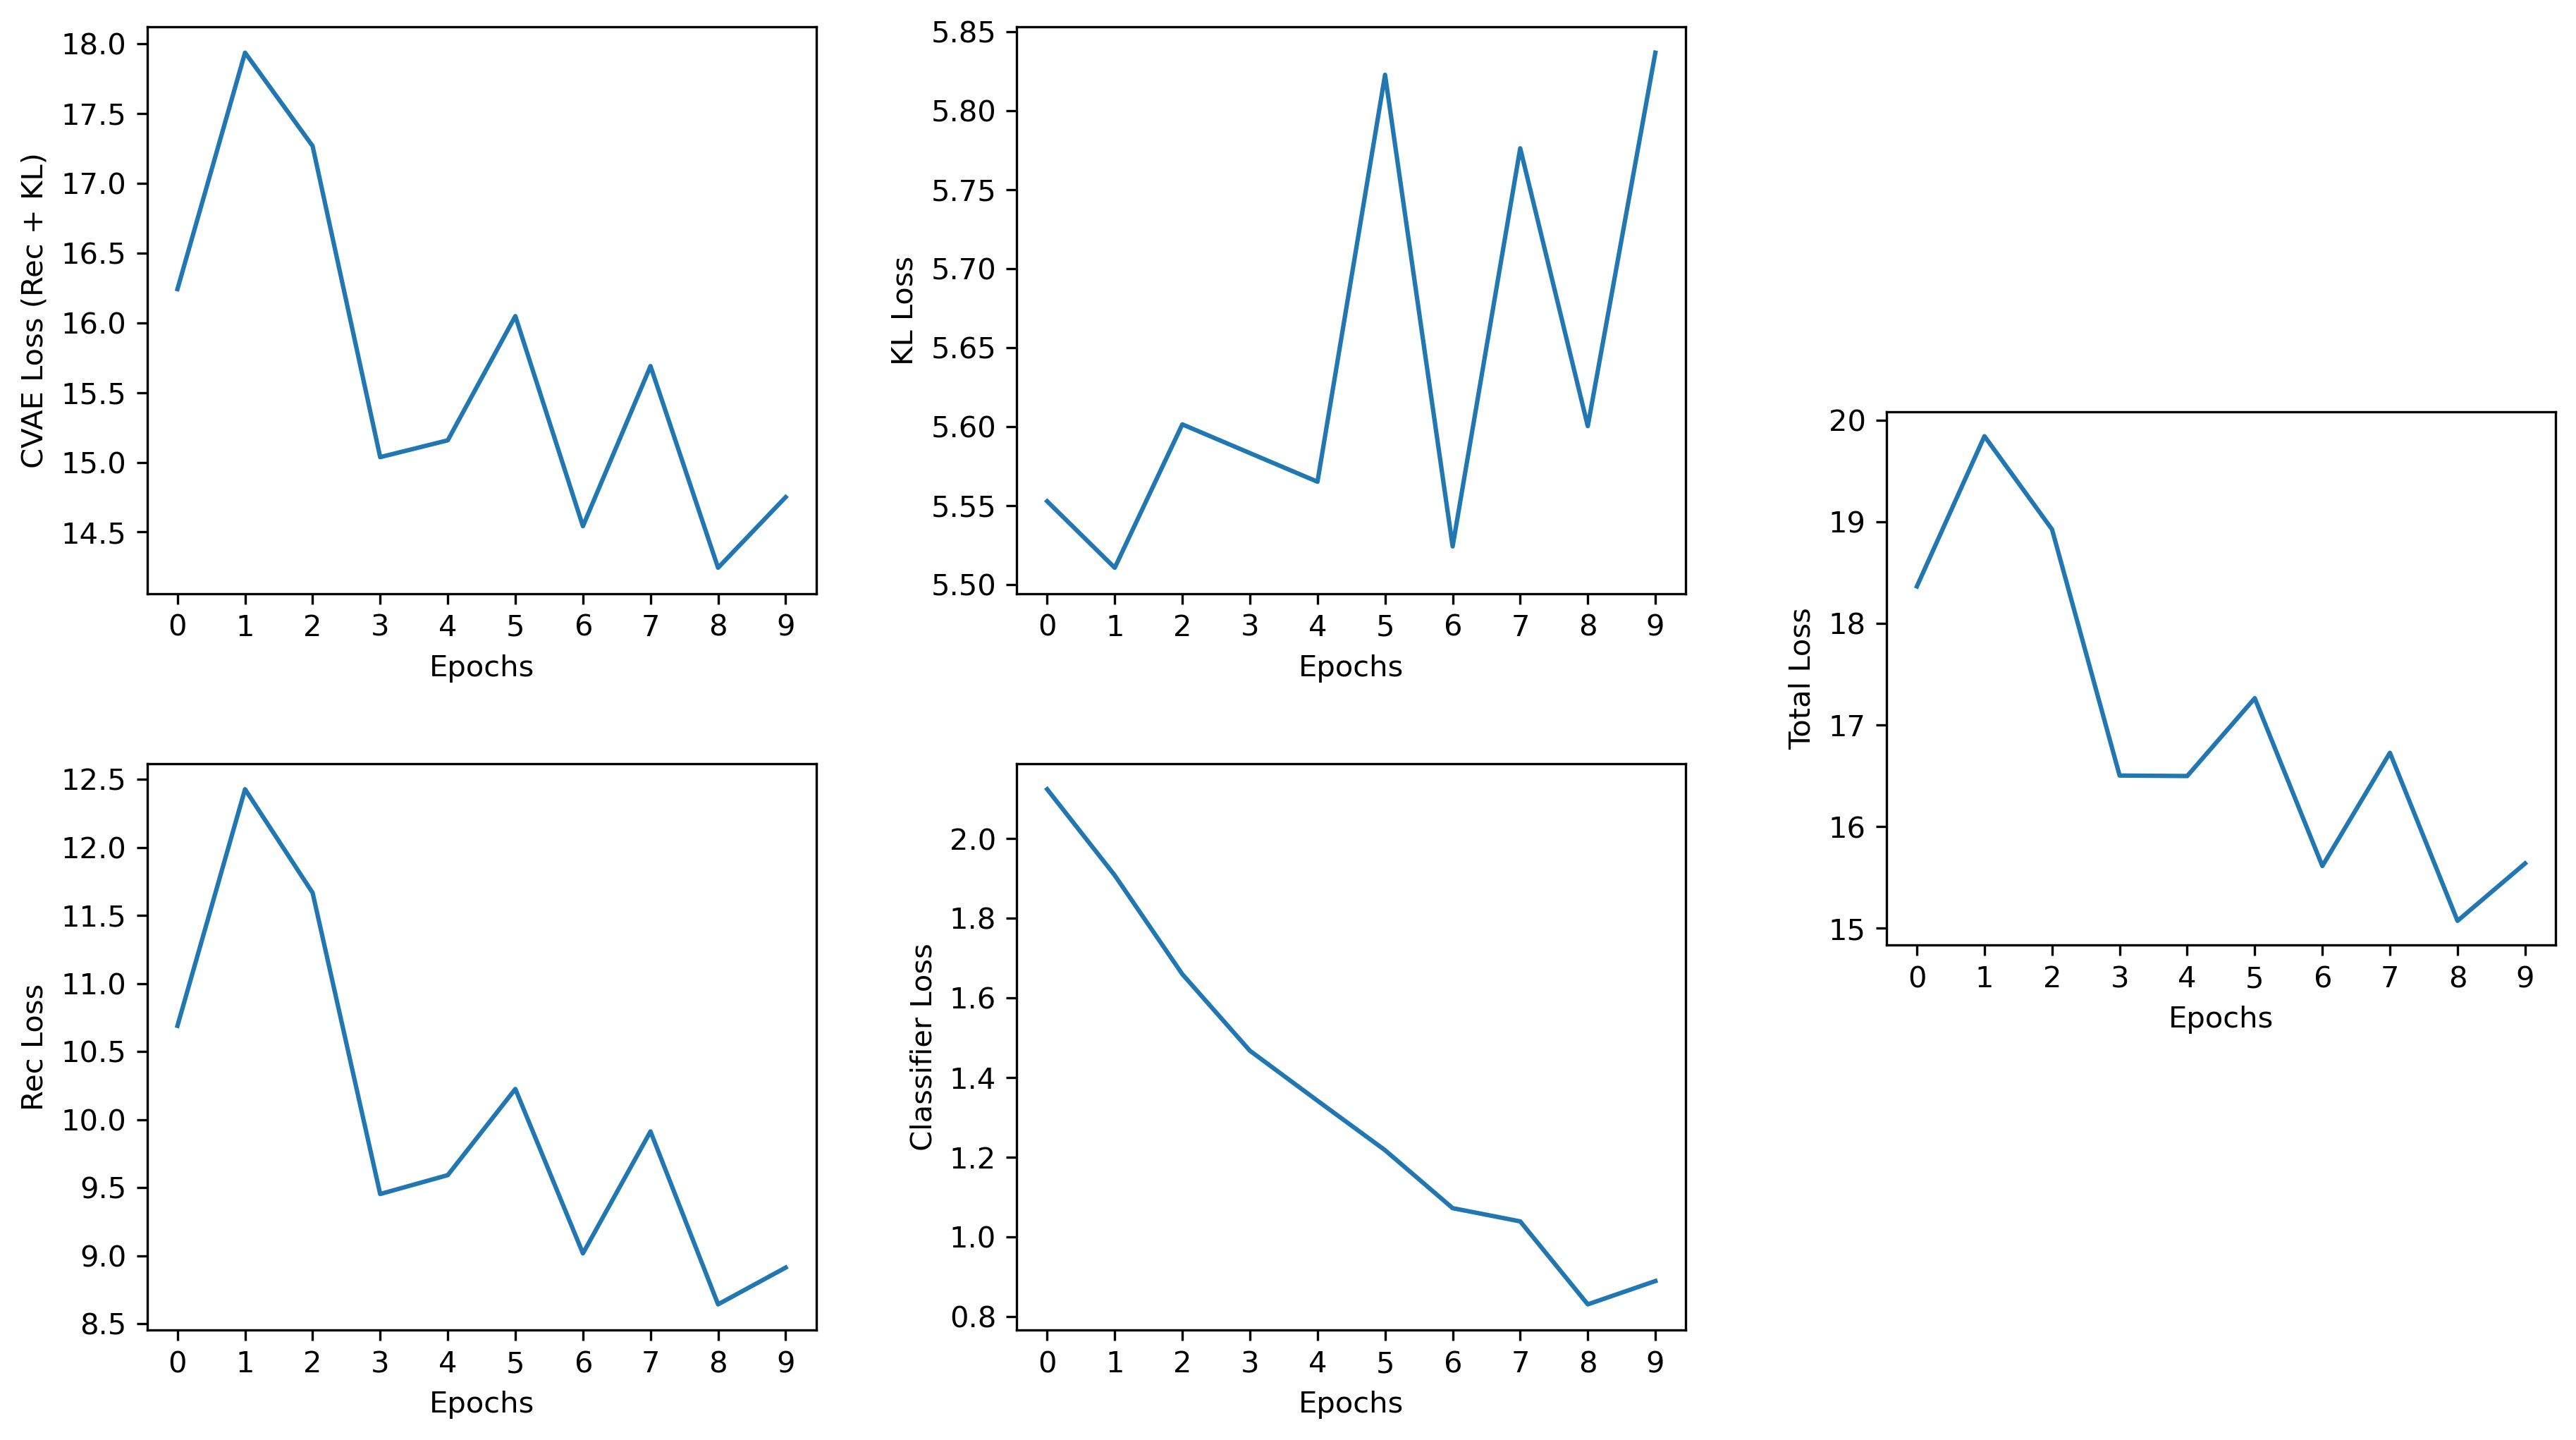 CVAE Loss (Rec + KL)
18.0
17.5
17.0
16.5
16.0
15.5
15.0
14.5
0 1 2 3 4 5 6 7 8 9
Epochs
KL Loss
5.85
5.80
5.75
5.70
5.65
5.60
5.55
5.50
0 1 2 3 4 5 6 7 8 9
Epochs
Rec Loss
12.5
12.0
11.5
11.0
10.5
10.0
9.5
9.0
8.5
0 1 2 3 4 5 6 7 8 9
Epochs
Classifier Loss
2.0
1.8
1.6
1.4
1.2
1.0
0.8
0 1 2 3 4 5 6 7 8 9
Epochs
Total Loss
20
19
18
17
16
15
0 1 2 3 4 5 6 7 8 9
Epochs